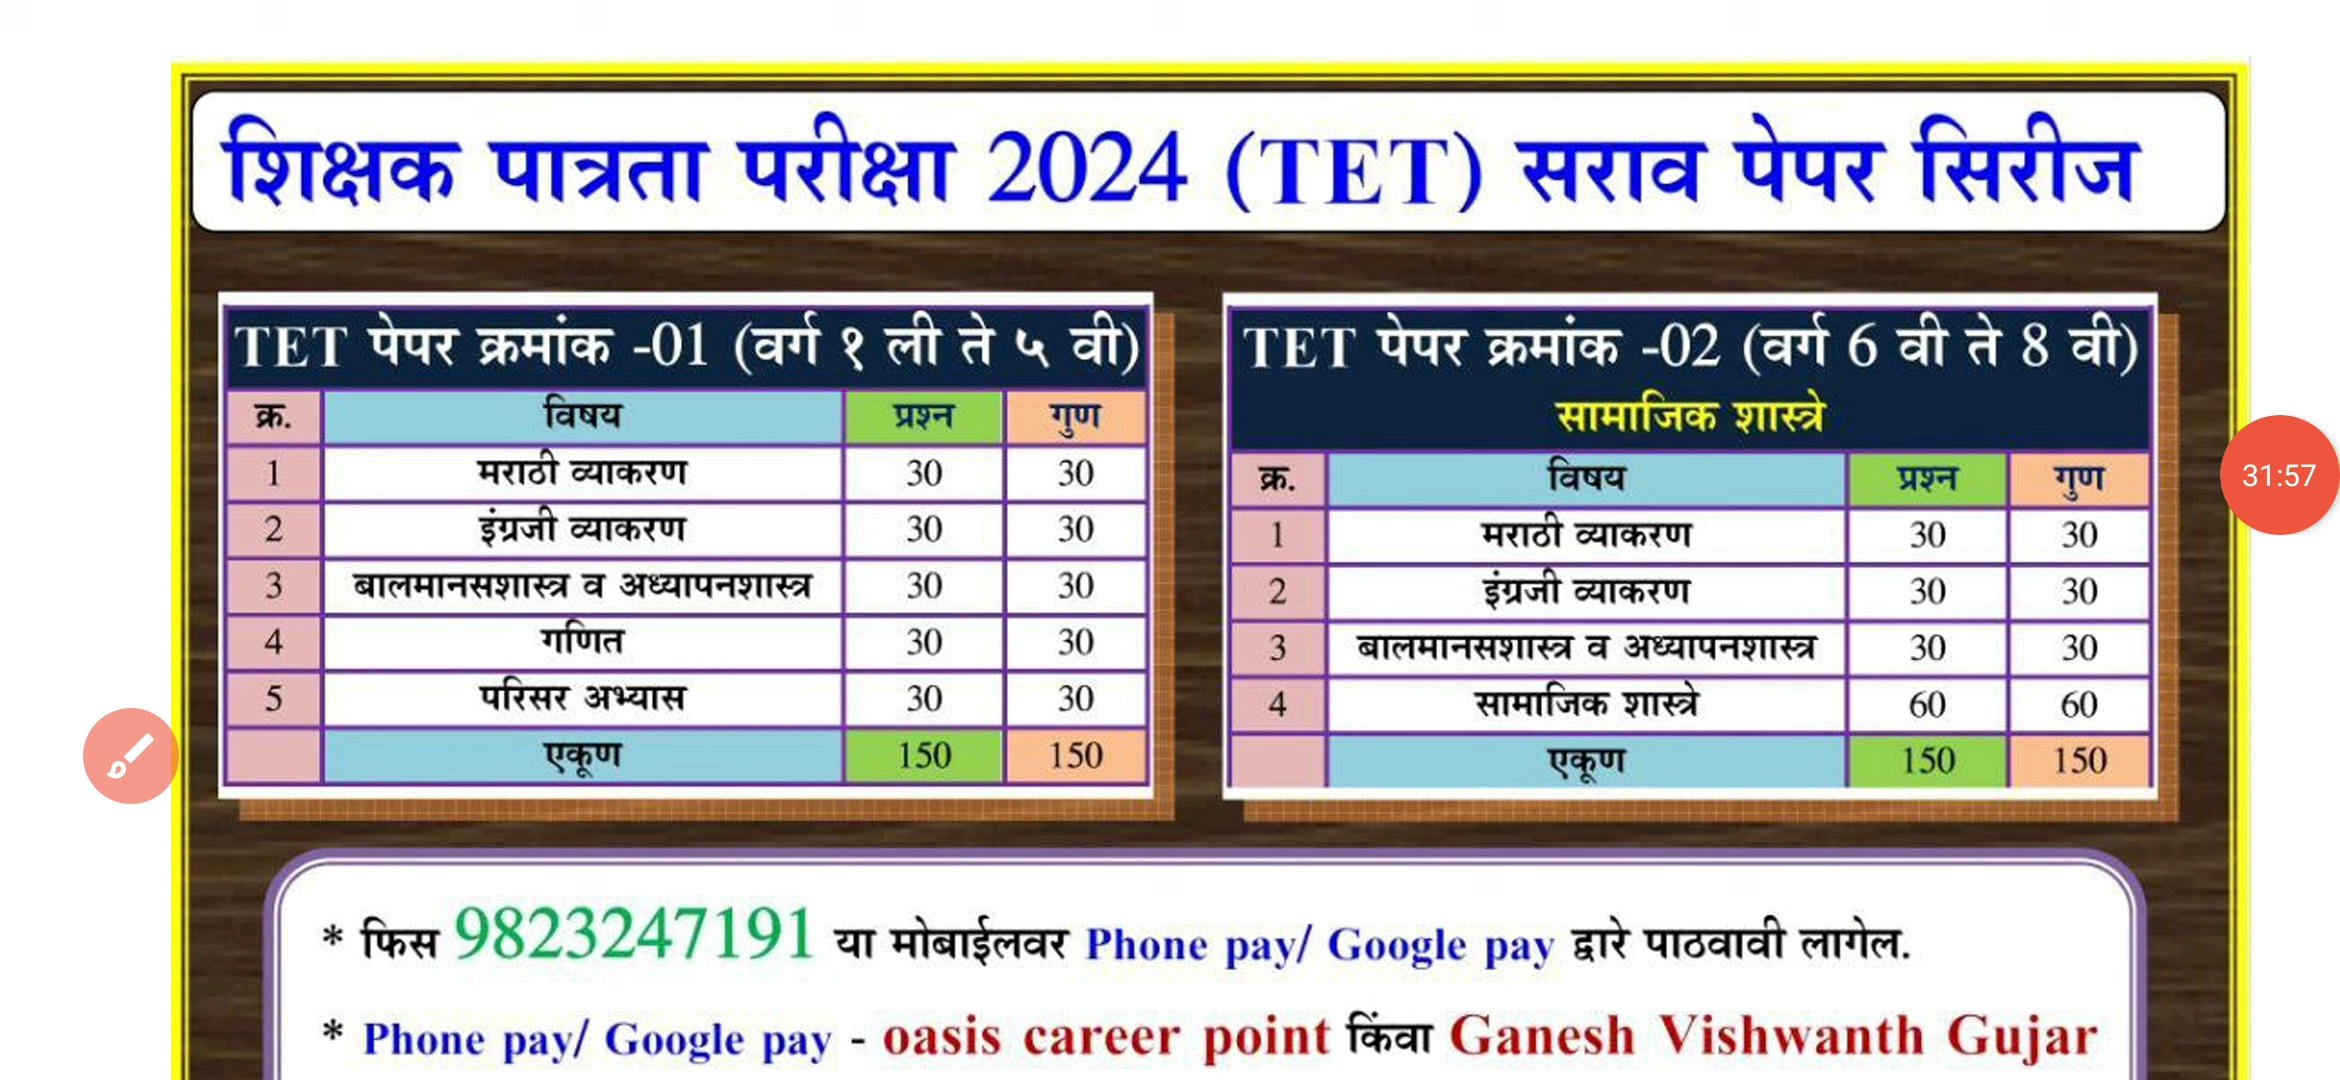 शिक्षक पात्रता परीक्षा 2024 (TET) सराव पेपर सिरीज
TET पेपर क्रमांक -01 (वर्ग १ ली ते ५ वी)
क्र. विषय प्रश्न गुण
1 मराठी व्याकरण 30 30
2 इंग्रजी व्याकरण 30 30
3 बालमानसशास्त्र व अध्यापनशास्त्र 30 30
4 गणित 30 30
5 परिसर अभ्यास 30 30
एकूण 150 150
TET पेपर क्रमांक -02 (वर्ग 6 वी ते 8 वी)
सामाजिक शास्त्रे
क्र. विषय प्रश्न गुण
1 मराठी व्याकरण 30 30
2 इंग्रजी व्याकरण 30 30
3 बालमानसशास्त्र व अध्यापनशास्त्र 30 30
4 सामाजिक शास्त्रे 60 60
एकूण 150 150
31:57
* फिस 9823247191 या मोबाईलवर Phone pay/ Google pay द्वारे पाठवावी लागेल.
* Phone pay/ Google pay - oasis career point किंवा Ganesh Vishwanth Gujar